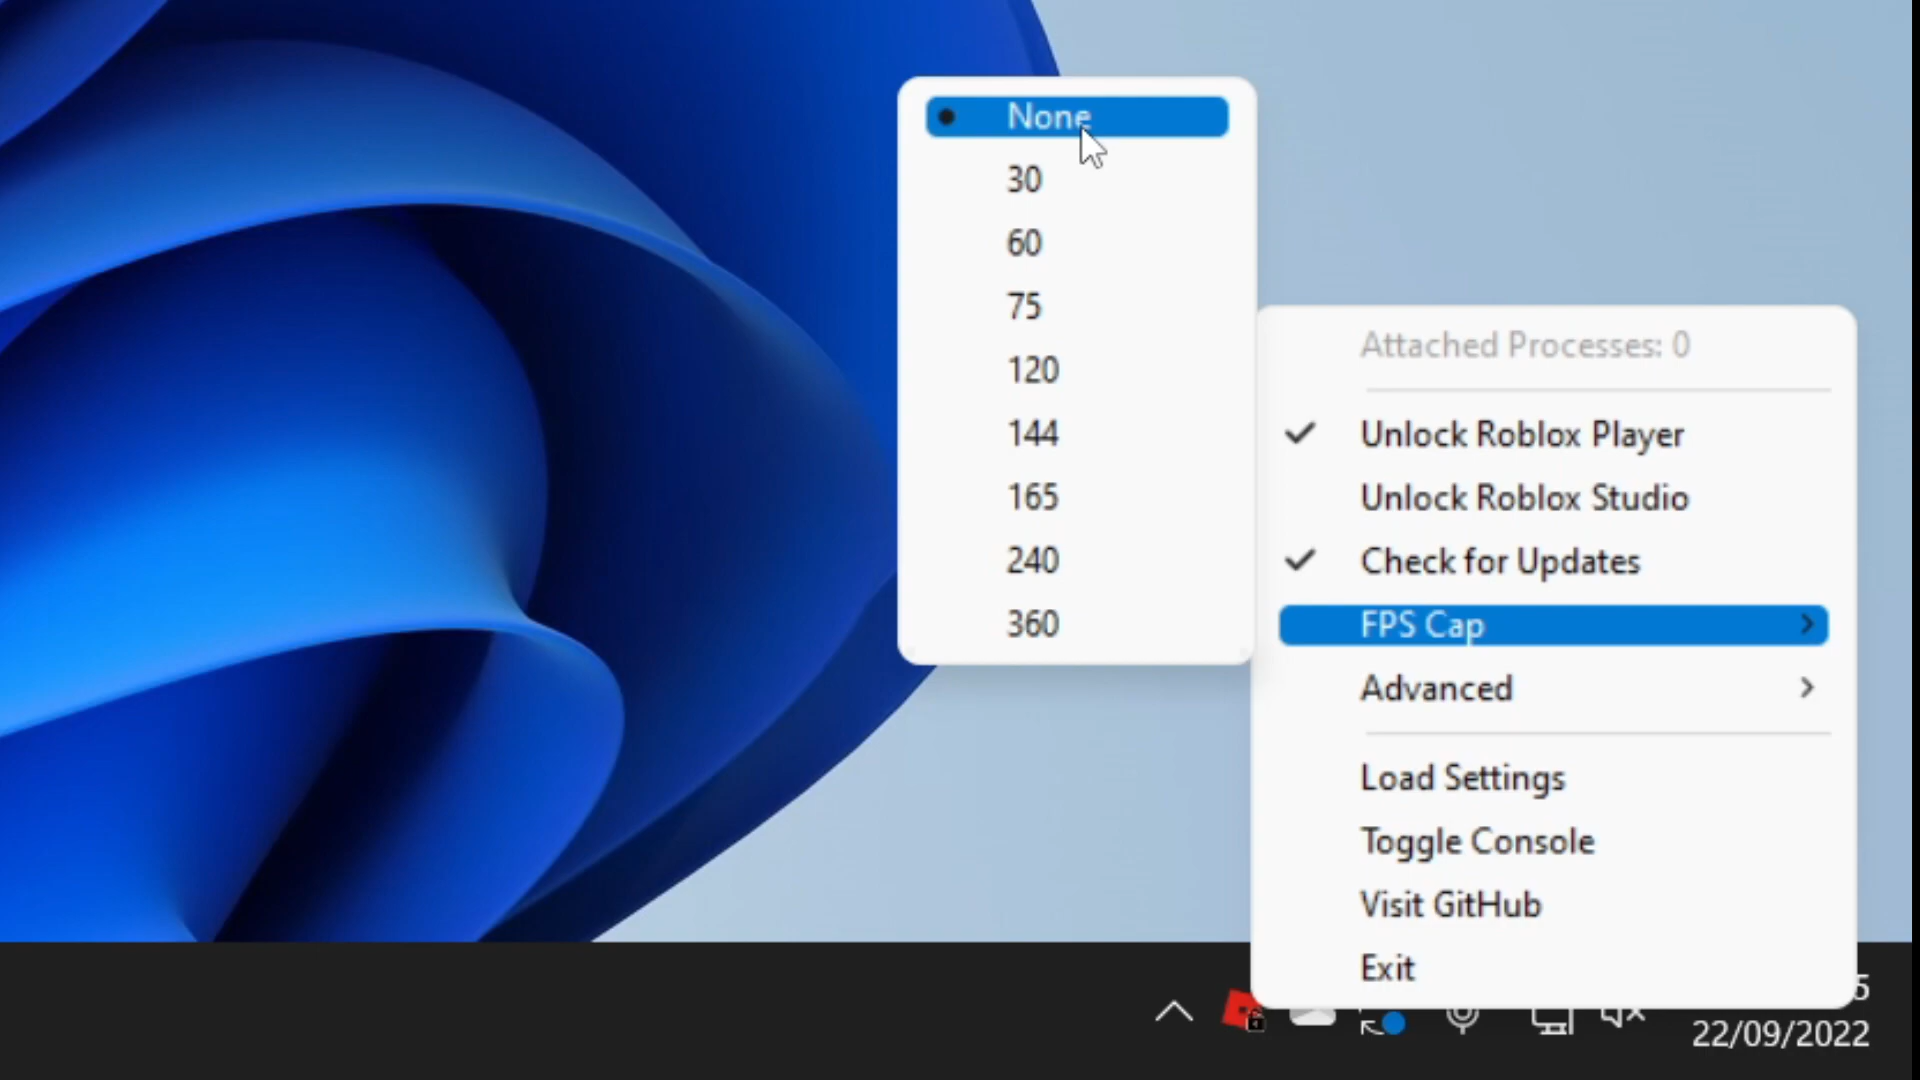 None
30
60
75
120
144
165
240
360
Attached Processes: 0
Unlock Roblox Player
Unlock Roblox Studio
Check for Updates
FPS Cap
Advanced
Load Settings
Toggle Console
Visit GitHub
Exit
5
22/09/2022